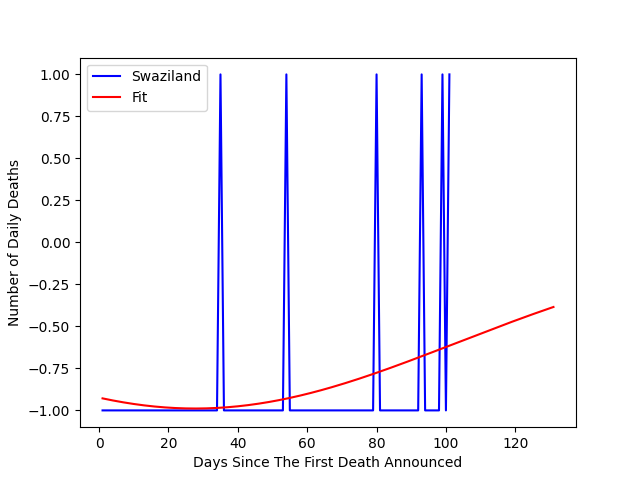 Swaziland
Fit
1.00
0.75
0.50
0.25
0.00
−0.25
−0.50
−0.75
−1.00
Number of Daily Deaths
0 20 40 60 80 100 120
Days Since The First Death Announced